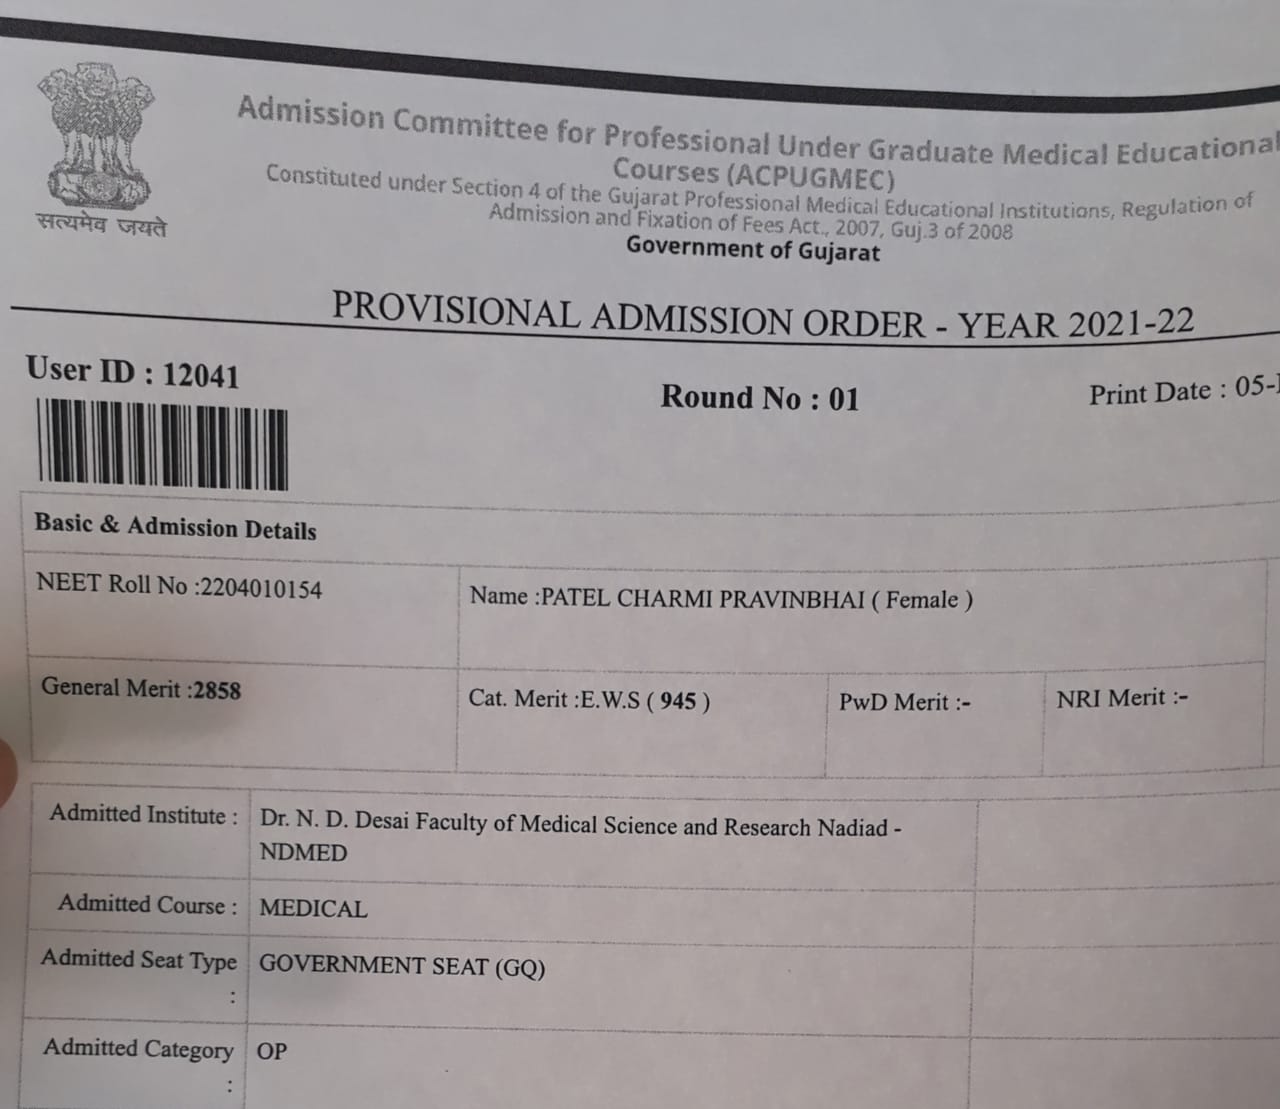 सत्यमेव जयते
Admission Committee for Professional Under Graduate Medical Educational
Courses (ACPUGMEC)
Constituted under Section 4 of the Gujarat Professional Medical Educational Institutions, Regulation of
Admission and Fixation of Fees Act., 2007, Guj.3 of 2008
Government of Gujarat
PROVISIONAL ADMISSION ORDER - YEAR 2021-22
User ID : 12041
Round No : 01
Print Date : 05-
Basic & Admission Details
NEET Roll No :2204010154
Name :PATEL CHARMI PRAVINBHAI ( Female )
General Merit :2858
Cat. Merit :E.W.S ( 945 )
PwD Merit :-
NRI Merit :-
Admitted Institute : Dr. N. D. Desai Faculty of Medical Science and Research Nadiad -
NDMED
Admitted Course : MEDICAL
Admitted Seat Type GOVERNMENT SEAT (GQ)
:
Admitted Category OP
: